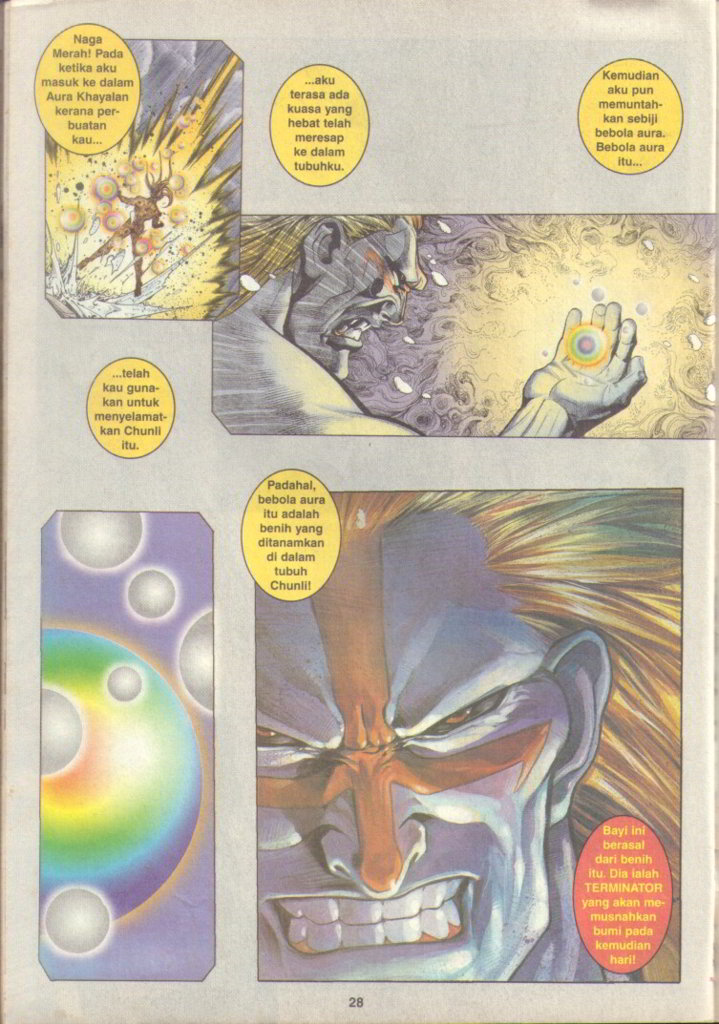 Naga
Merah! Pada
ketika aku
masuk ke dalam
Aura Khayalan
kerana per-
buatan
kau...
...aku
terasa ada
kuasa yang
hebat telah
meresap
ke dalam
tubuhku.
Kemudian
aku pun
memuntah-
kan sebiji
bebola aura.
Bebola aura
itu...
...telah
kau guna-
kan untuk
menyelamat-
kan Chunli
itu.
Padahal,
bebola aura
itu adalah
benih yang
ditanamkan
di dalam
tubuh
Chunli!
Bayi ini
berasal
dari benih
itu. Dia ialah
TERMINATOR
yang akan me-
musnahkan
bumi pada
kemudian
hari!
28